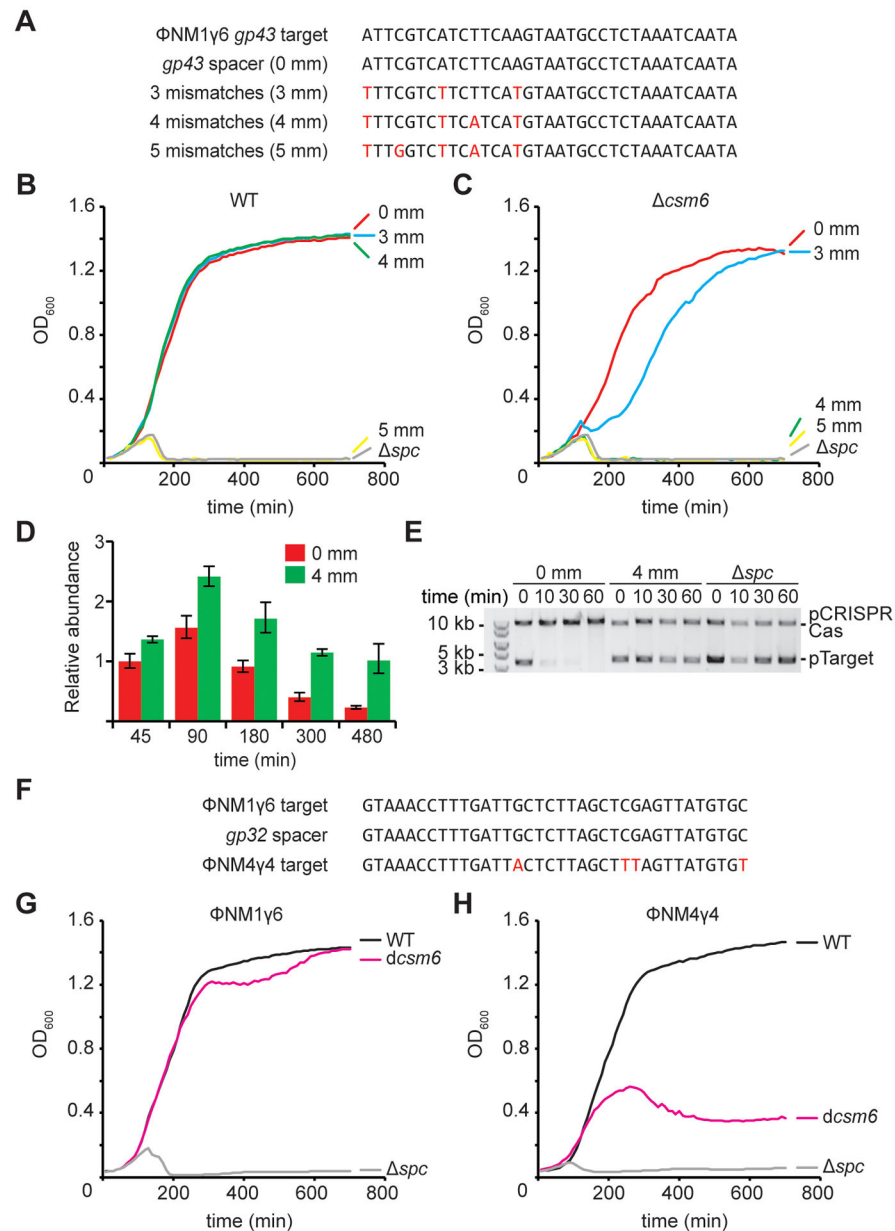 A
ΦNM1γ6 gp43 target ATTCGTCATCTTCAAGTAATGCCTCTAAATCAATA
gp43 spacer (0 mm) ATTCGTCATCTTCAAGTAATGCCTCTAAATCAATA
3 mismatches (3 mm) TTTCGTCTTCTTCATGTAATGCCTCTAAATCAATA
4 mismatches (4 mm) TTTCGTCTTCATCATGTAATGCCTCTAAATCAATA
5 mismatches (5 mm) TTTGGTCTTCATCATGTAATGCCTCTAAATCAATA
B
WT
OD600
1.6
1.2
0.8
0.4
0
0 mm
3 mm
4 mm
5 mm
Δspc
200 400 600 800
time (min)
C
Δcsm6
OD600
1.6
1.2
0.8
0.4
0
0 mm
3 mm
4 mm
5 mm
Δspc
200 400 600 800
time (min)
D
Relative abundance
3
2
1
0 mm
4 mm
45 90 180 300 480
time (min)
E
0 mm 4 mm Δspc
time (min) 0 10 30 60 0 10 30 60 0 10 30 60
10 kb
5 kb
3 kb
pCRISPR
Cas
pTarget
F
ΦNM1γ6 target GTAAACCTTTGATTGCTCTTAGCTCGAGTTATGTGC
gp32 spacer GTAAACCTTTGATTGCTCTTAGCTCGAGTTATGTGC
ΦNM4γ4 target GTAAACCTTTGATTACTCTTAGCTTTAGTTATGTGT
G
ΦNM1γ6
OD600
1.6
1.2
0.8
0.4
0
WT
dcsm6
Δspc
200 400 600 800
time (min)
H
ΦNM4γ4
OD600
1.6
1.2
0.8
0.4
0
WT
dcsm6
Δspc
200 400 600 800
time (min)